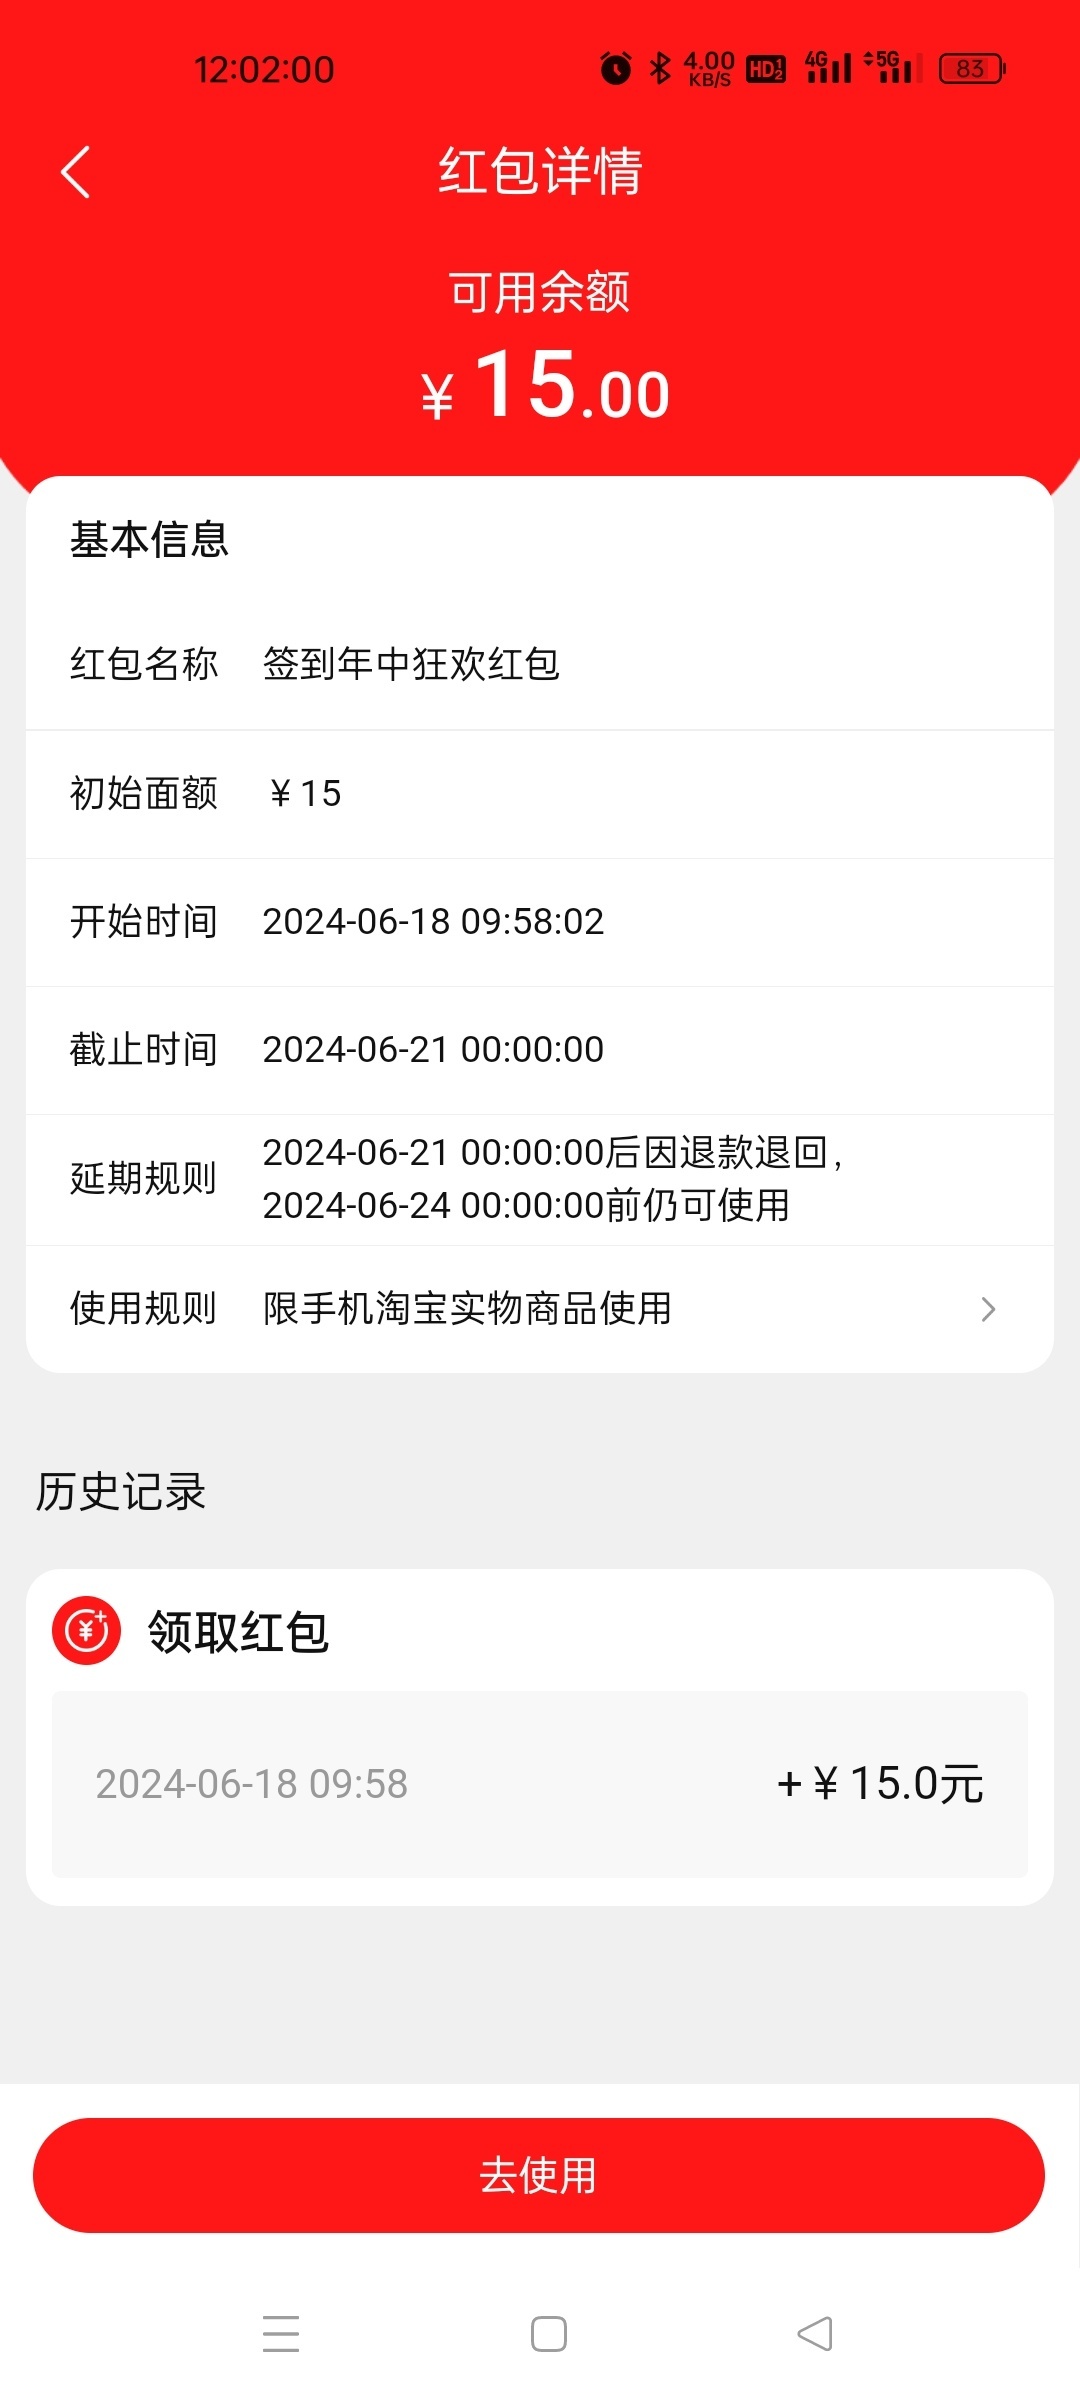 12:02:00
4.00
KB/S
HD 1 2
4G
5G
83
红包详情
可用余额
¥ 15.00
基本信息
红包名称 签到年中狂欢红包
初始面额 ¥ 15
开始时间 2024-06-18 09:58:02
截止时间 2024-06-21 00:00:00
延期规则 2024-06-21 00:00:00后因退款退回,
2024-06-24 00:00:00前仍可使用
使用规则 限手机淘宝实物商品使用
历史记录
¥+ 领取红包
2024-06-18 09:58 +¥15.0元
去使用